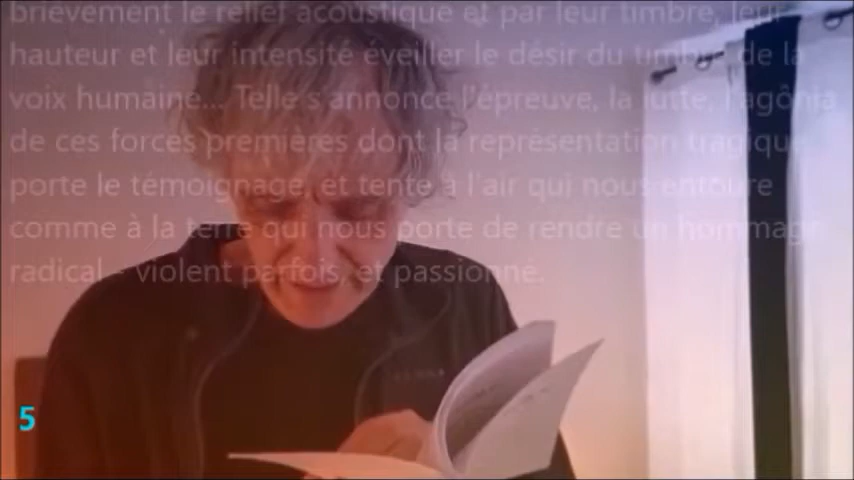 brièvement le relief acoustique et par leur timbre, leur
hauteur et leur intensité éveiller le désir du timbre de la
voix humaine... Telle s'annonce l'épreuve, la lutte, l'agônia
de ces forces premières dont la représentation tragiqu
porte le témoignage et tente à l'air qui nous entoure
comme à la terre qui nous porte de rendre un hommage
radical - violent parfois, et passionné.
5